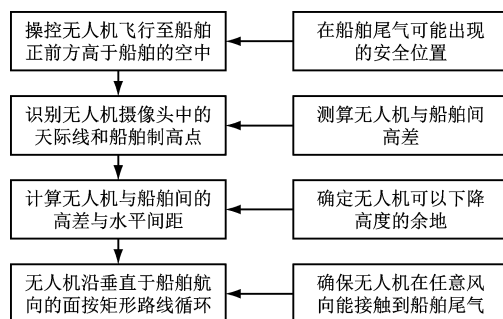 操控无人机飞行至船舶
正前方高于船舶的空中
在船舶尾气可能出现
的安全位置
识别无人机摄像头中的
天际线和船舶制高点
测算无人机与船舶间
高差
计算无人机与船舶间的
高差与水平间距
确定无人机可以下降
高度的余地
无人机沿垂直于船舶航
向的面按矩形路线循环
确保无人机在任意风
向能接触到船舶尾气